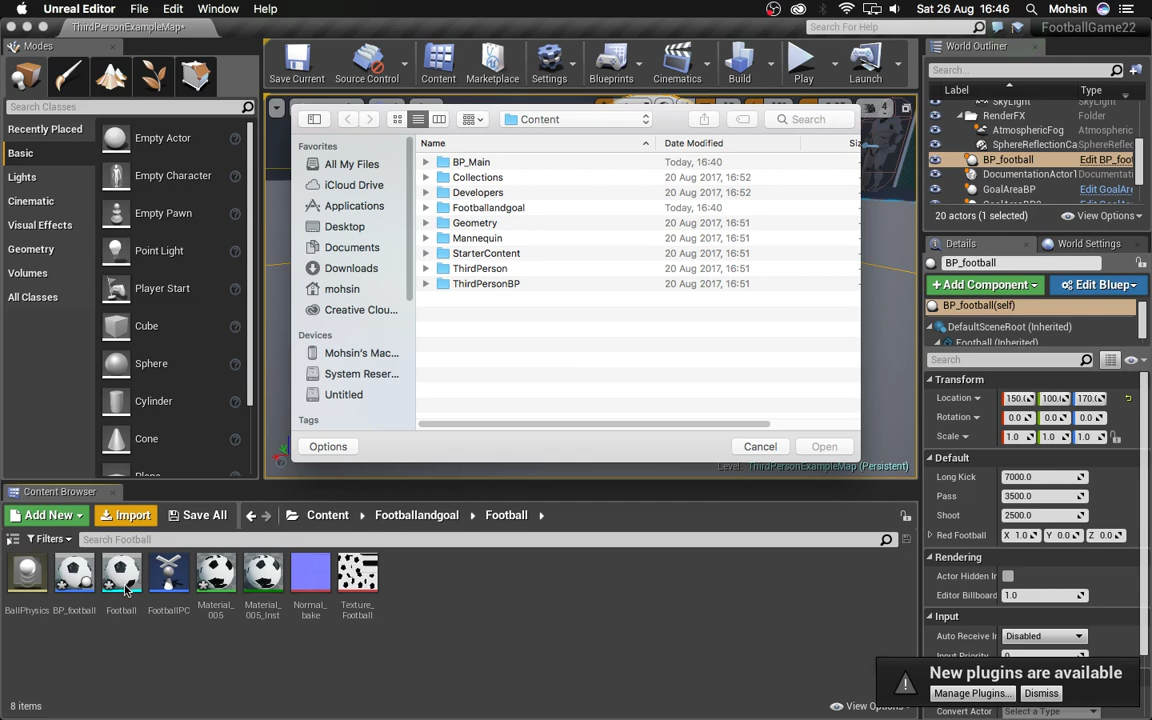 Unreal Editor File Edit Window Help Sat 26 Aug 16:46 Mohsin
ThirdPersonExampleMap* Search For Help FootballGame22
Modes
Search Classes
Recently Placed
Basic
Lights
Cinematic
Visual Effects
Geometry
Volumes
All Classes
Empty Actor
Empty Character
Empty Pawn
Point Light
Player Start
Cube
Sphere
Cylinder
Cone
Plane
Save Current Source Control Content Marketplace Settings Blueprints Cinematics Build Play Launch
Content Search
Favorites
All My Files
iCloud Drive
Applications
Desktop
Documents
Downloads
mohsin
Creative Clou...
Devices
Mohsin's Mac...
System Reser...
Untitled
Tags
Name Date Modified
BP_Main Today, 16:40
Collections 20 Aug 2017, 16:52
Developers 20 Aug 2017, 16:52
Footballandgoal Today, 16:40
Geometry 20 Aug 2017, 16:51
Mannequin 20 Aug 2017, 16:51
StarterContent 20 Aug 2017, 16:51
ThirdPerson 20 Aug 2017, 16:51
ThirdPersonBP 20 Aug 2017, 16:51
Options Cancel Open
Level: ThirdPersonExampleMap (Persistent)
World Outliner
Search...
Label Type
SkyLight
RenderFX Folder
AtmosphericFog Atmospheric
SphereReflectionCa SphereReflec
BP_football Edit BP_foot
DocumentationActor1 Documentati
GoalAreaBP Edit GoalAre
20 actors (1 selected) View Options
Details World Settings
BP_football
+Add Component Edit Bluep
BP_football(self)
DefaultSceneRoot (Inherited)
Football (Inherited)
Search
Transform
Location 150.( 100.( 170.(
Rotation 0.0 0.0 0.0
Scale 1.0 1.0 1.0
Default
Long Kick 7000.0
Pass 3500.0
Shoot 2500.0
Red Football X 1.0 Y 0.0 Z 0.0
Rendering
Actor Hidden In
Editor Billboard 1.0
Input
Auto Receive I Disabled
New plugins are available
Manage Plugins... Dismiss
Convert Actor Select a Type
Content Browser
Add New Import Save All Content Footballandgoal Football
Filters Search Football
BallPhysics BP_football Football FootballPC Material_005 Material_005_Inst Normal_bake Texture_Football
8 items View Options